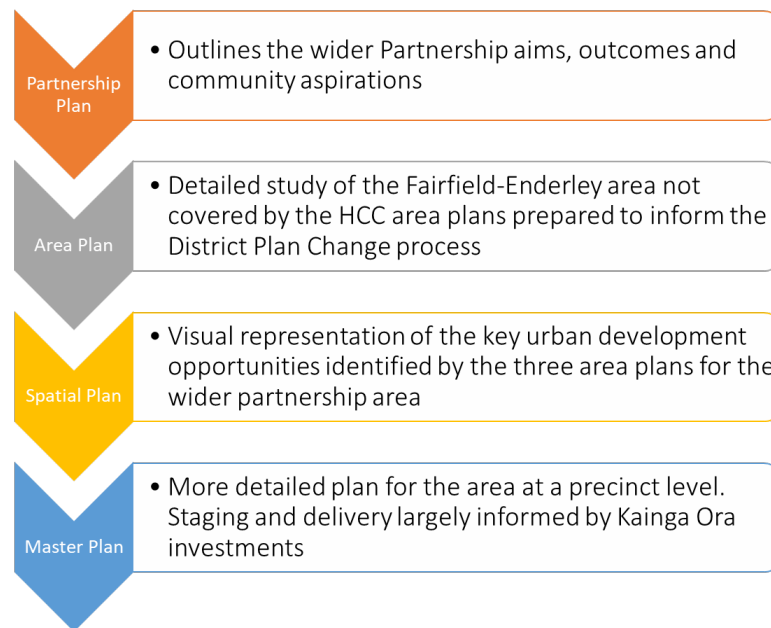 Partnership
Plan
• Outlines the wider Partnership aims, outcomes and
community aspirations
Area Plan
• Detailed study of the Fairfield-Enderley area not
covered by the HCC area plans prepared to inform the
District Plan Change process
Spatial Plan
• Visual representation of the key urban development
opportunities identified by the three area plans for the
wider partnership area
Master Plan
• More detailed plan for the area at a precinct level.
Staging and delivery largely informed by Kainga Ora
investments